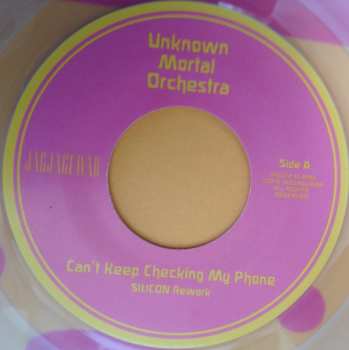 Unknown
Mortal
Orchestra
JAGJAGUWAR
Side A
Can't Keep Checking My Phone
SILICON Rework